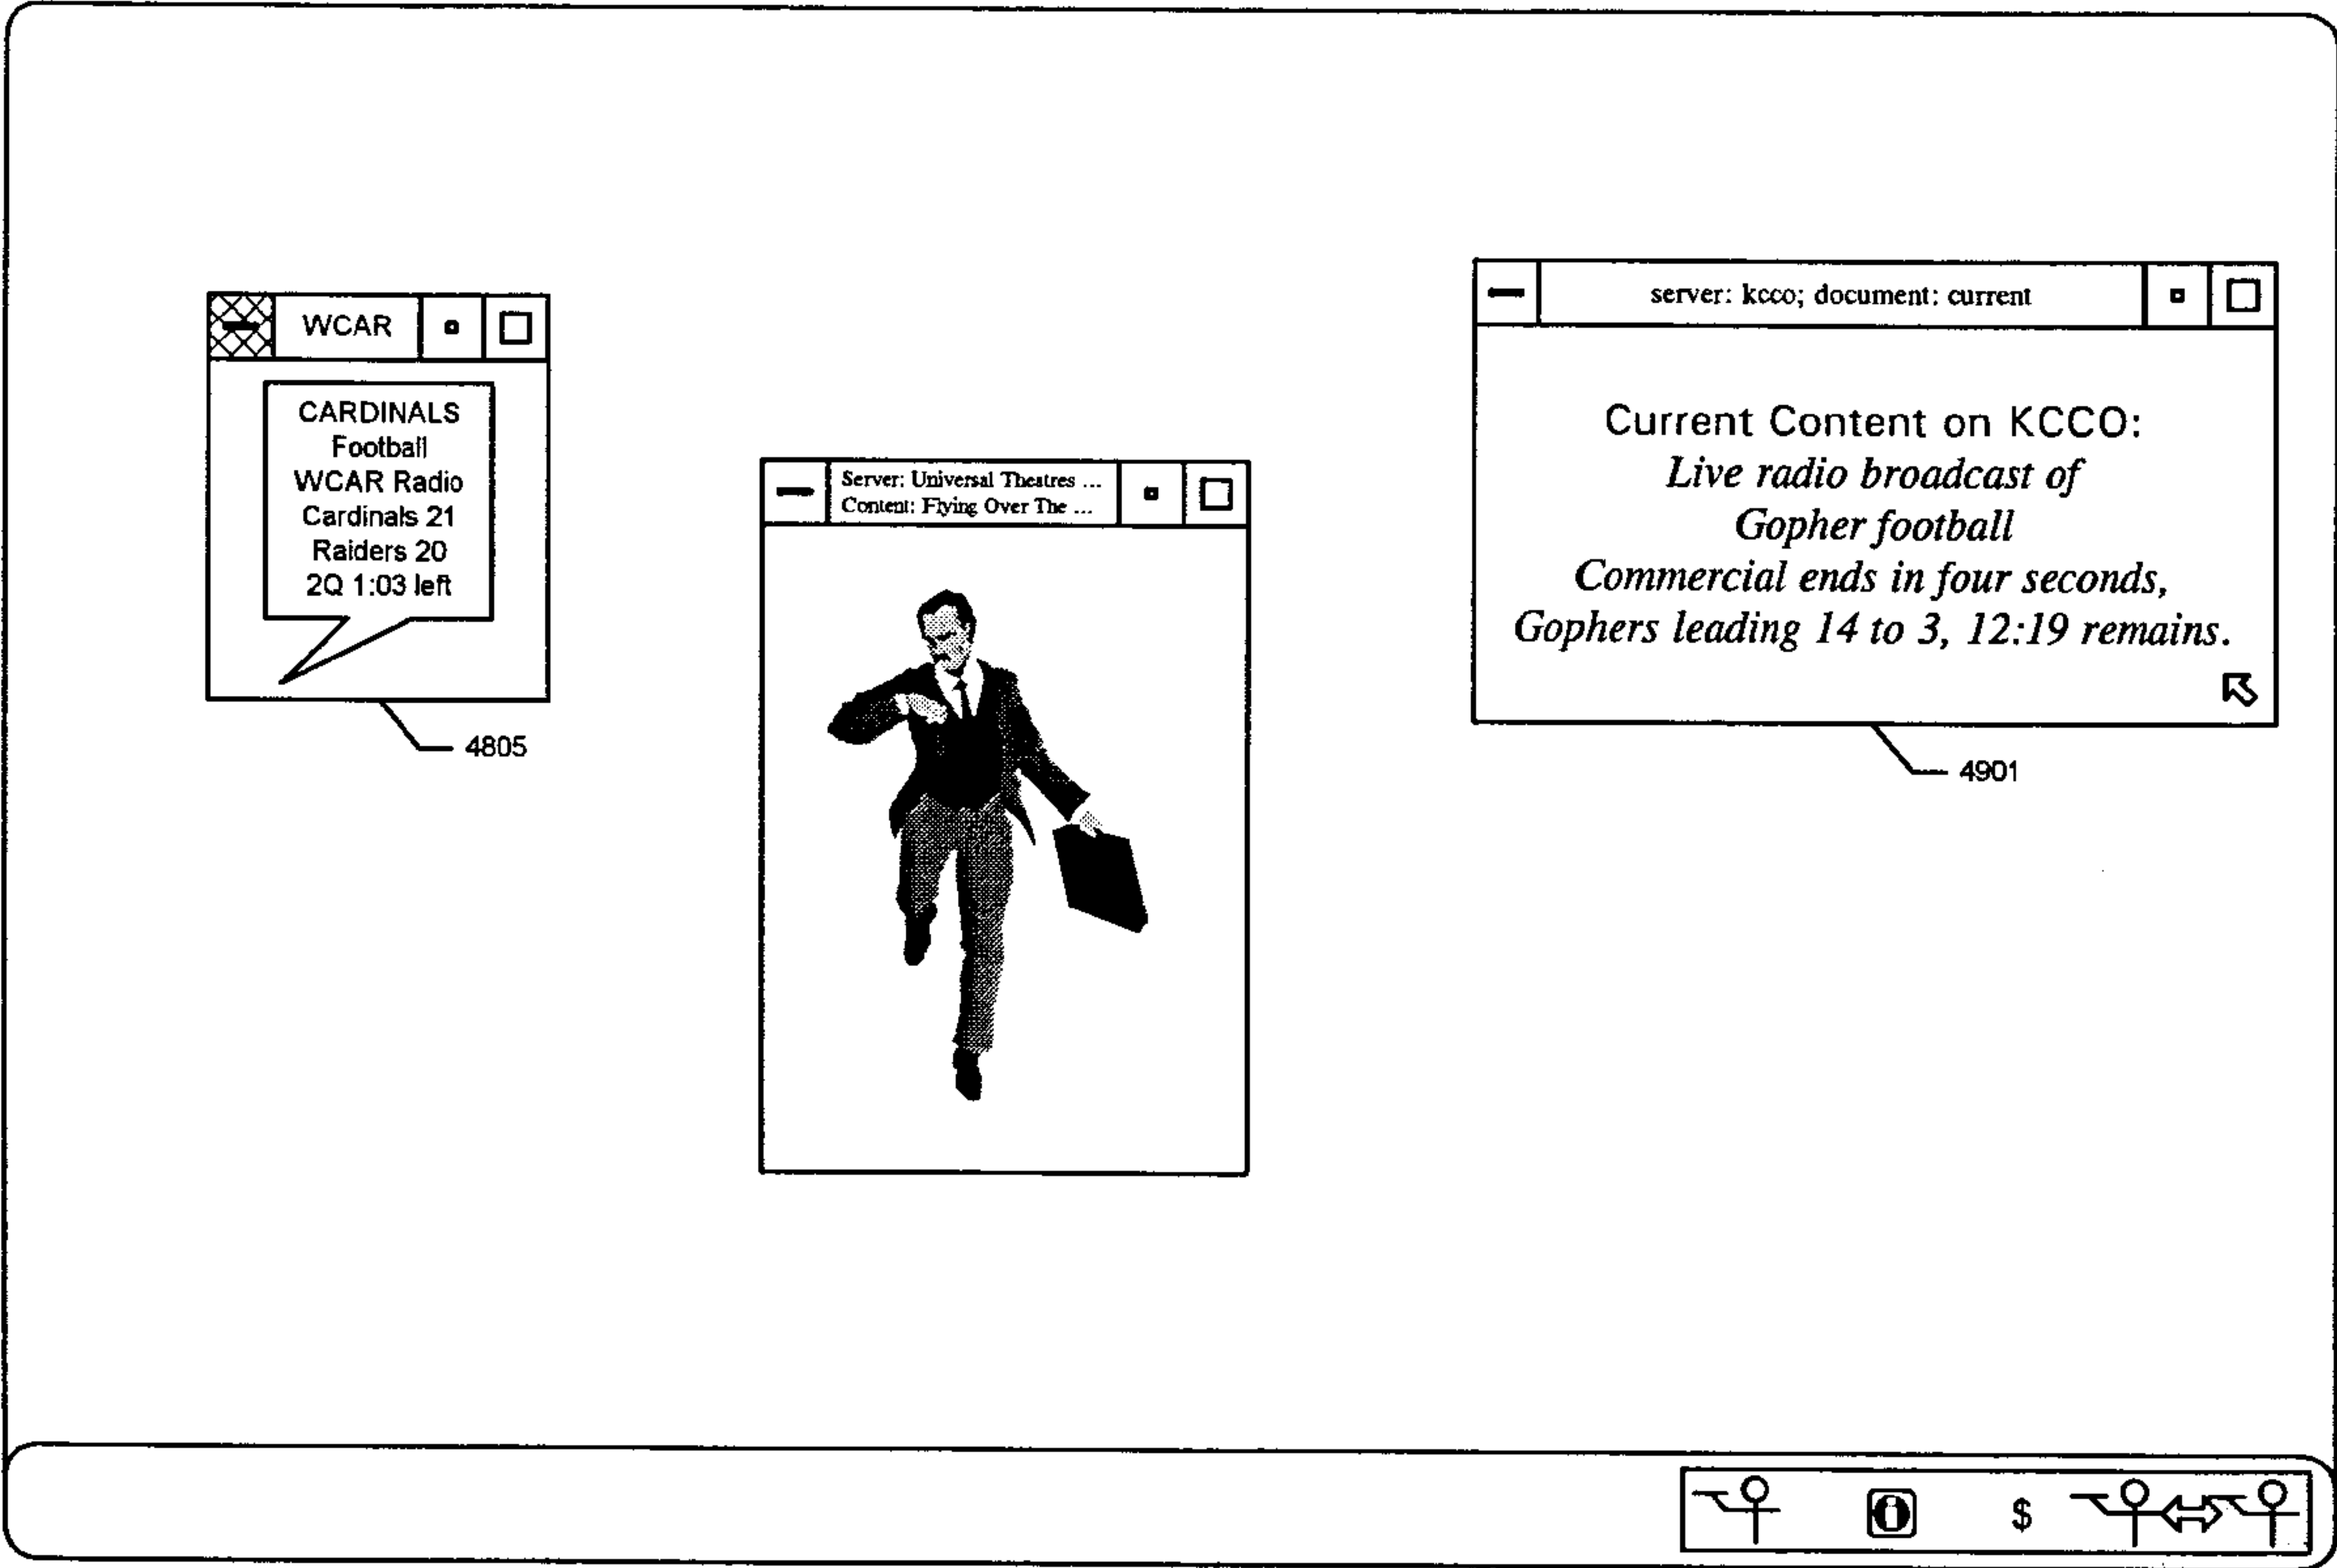 WCAR
CARDINALS
Football
WCAR Radio
Cardinals 21
Raiders 20
2Q 1:03 left
4805
Server: Universal Theatres ...
Content: Flying Over The ...
server: kcco; document: current
Current Content on KCCO:
Live radio broadcast of
Gopher football
Commercial ends in four seconds,
Gophers leading 14 to 3, 12:19 remains.
4901
i
$